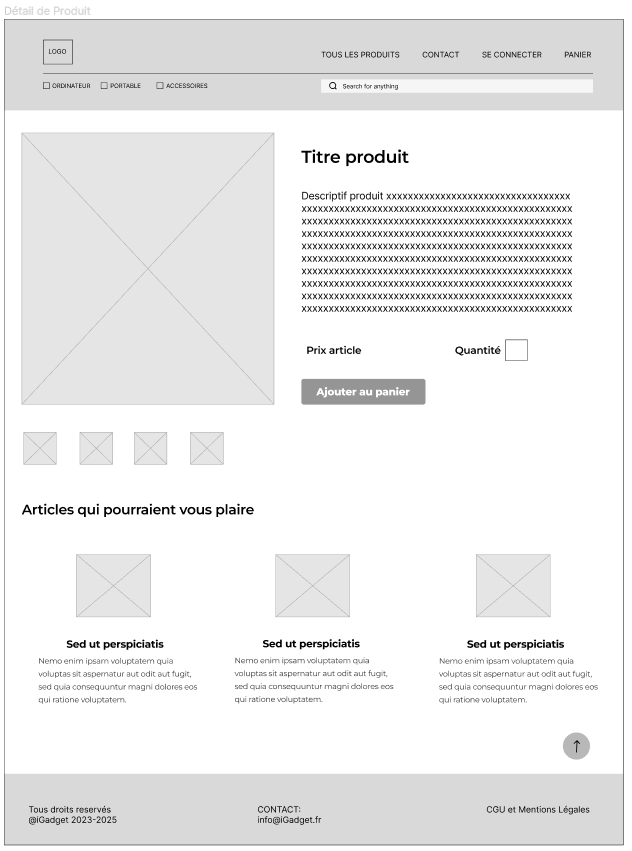 Détail de Produit
LOGO
TOUS LES PRODUITS CONTACT SE CONNECTER PANIER
ORDINATEUR PORTABLE ACCESSOIRES
Search for anything
Titre produit
Descriptif produit xxxxxxxxxxxxxxxxxxxxxxxxxxxxxxxxxx
xxxxxxxxxxxxxxxxxxxxxxxxxxxxxxxxxxxxxxxxxxxxxxxxxx
xxxxxxxxxxxxxxxxxxxxxxxxxxxxxxxxxxxxxxxxxxxxxxxxxx
xxxxxxxxxxxxxxxxxxxxxxxxxxxxxxxxxxxxxxxxxxxxxxxxxx
xxxxxxxxxxxxxxxxxxxxxxxxxxxxxxxxxxxxxxxxxxxxxxxxxx
xxxxxxxxxxxxxxxxxxxxxxxxxxxxxxxxxxxxxxxxxxxxxxxxxx
xxxxxxxxxxxxxxxxxxxxxxxxxxxxxxxxxxxxxxxxxxxxxxxxxx
xxxxxxxxxxxxxxxxxxxxxxxxxxxxxxxxxxxxxxxxxxxxxxxxxx
xxxxxxxxxxxxxxxxxxxxxxxxxxxxxxxxxxxxxxxxxxxxxxxxxx
xxxxxxxxxxxxxxxxxxxxxxxxxxxxxxxxxxxxxxxxxxxxxxxxxx
Prix article Quantité
Ajouter au panier
Articles qui pourraient vous plaire
Sed ut perspiciatis
Nemo enim ipsam voluptatem quia
voluptas sit aspernatur aut odit aut fugit,
sed quia consequuntur magni dolores eos
qui ratione voluptatem.
Sed ut perspiciatis
Nemo enim ipsam voluptatem quia
voluptas sit aspernatur aut odit aut fugit,
sed quia consequuntur magni dolores eos
qui ratione voluptatem.
Sed ut perspiciatis
Nemo enim ipsam voluptatem quia
voluptas sit aspernatur aut odit aut fugit,
sed quia consequuntur magni dolores eos
qui ratione voluptatem.
Tous droits reservés
@iGadget 2023-2025
CONTACT:
info@iGadget.fr
CGU et Mentions Légales